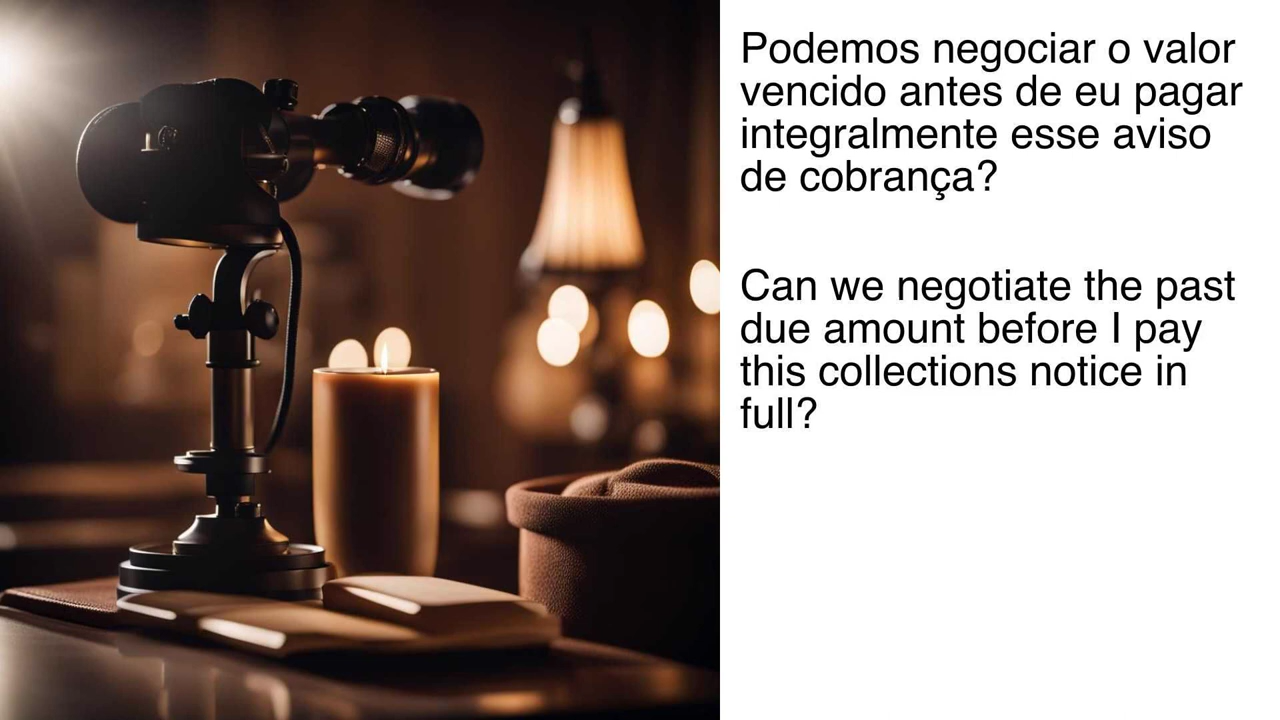 Podemos negociar o valor
vencido antes de eu pagar
integralmente esse aviso
de cobrança?
Can we negotiate the past
due amount before I pay
this collections notice in
full?